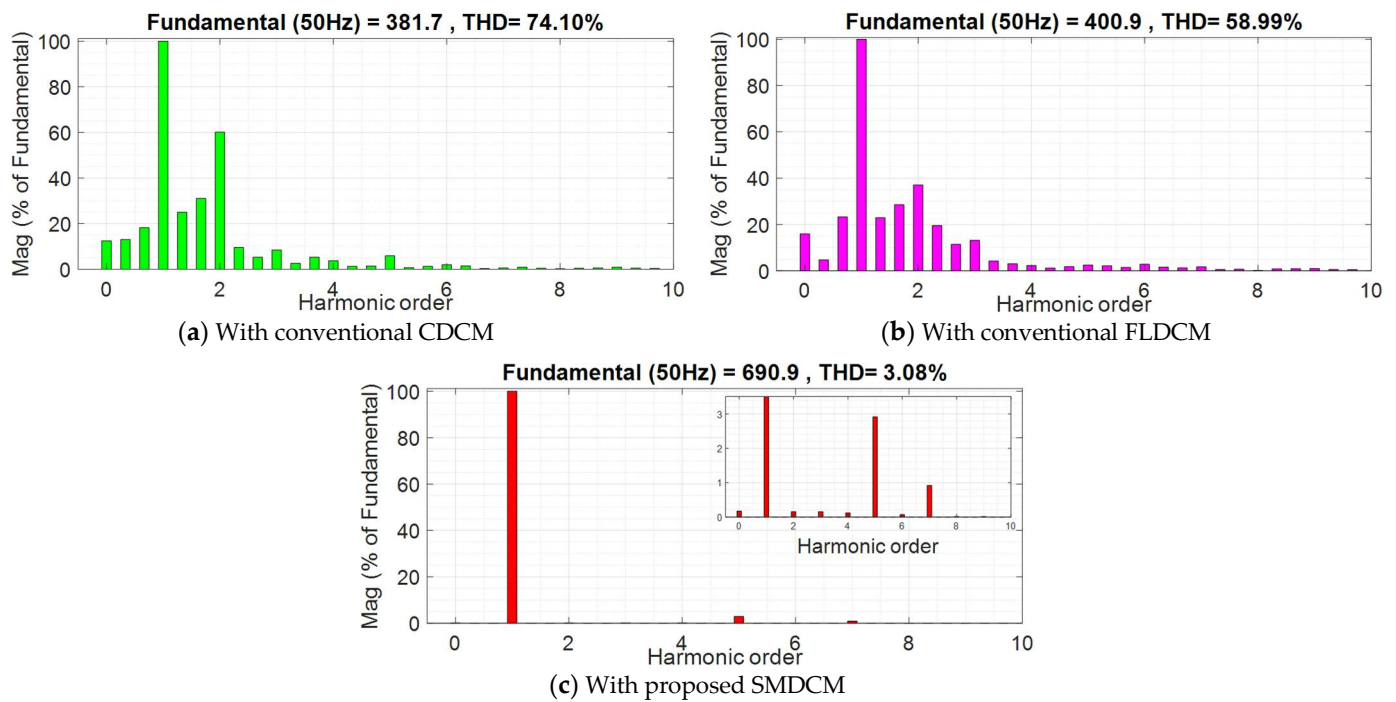 Fundamental (50Hz) = 381.7 , THD= 74.10%
Mag (% of Fundamental)
100
80
60
40
20
0
0 2 4 6 8 10
Harmonic order
(a) With conventional CDCM
Fundamental (50Hz) = 400.9 , THD= 58.99%
Mag (% of Fundamental)
100
80
60
40
20
0
0 2 4 6 8 10
Harmonic order
(b) With conventional FLDCM
Fundamental (50Hz) = 690.9 , THD= 3.08%
Mag (% of Fundamental)
100
80
60
40
20
0
3
2
1
0
0 2 4 6 8 10
Harmonic order
0 2 4 6 8 10
Harmonic order
(c) With proposed SMDCM